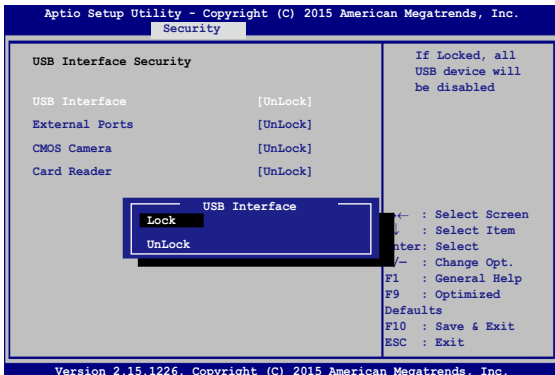 Aptio Setup Utility - Copyright (C) 2015 American Megatrends, Inc.
Security
USB Interface Security
USB Interface [UnLock]
External Ports [UnLock]
CMOS Camera [UnLock]
Card Reader [UnLock]
If Locked, all
USB device will
be disabled
USB Interface
Lock
UnLock
→← : Select Screen
↓ : Select Item
nter: Select
/— : Change Opt.
F1 : General Help
F9 : Optimized
Defaults
F10 : Save & Exit
ESC : Exit
Version 2.15.1226. Copyright (C) 2015 American Megatrends, Inc.